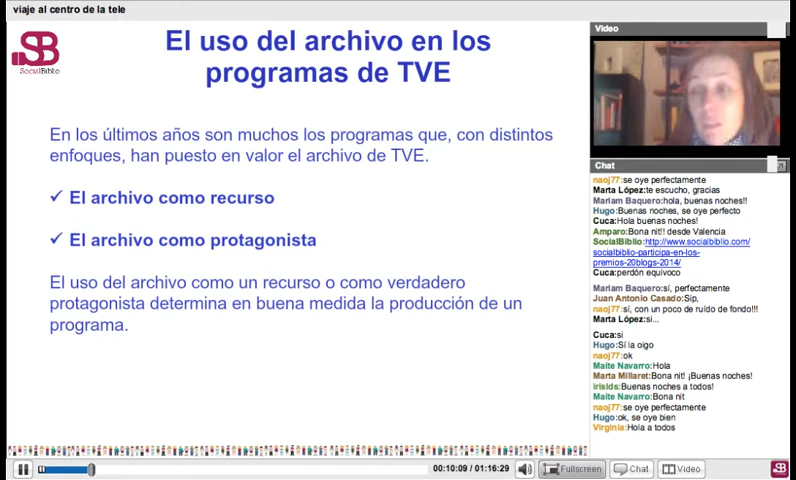 viaje al centro de la tele
SB
SOCIALBIBLIO
El uso del archivo en los
programas de TVE
En los últimos años son muchos los programas que, con distintos
enfoques, han puesto en valor el archivo de TVE.
✓ El archivo como recurso
✓ El archivo como protagonista
El uso del archivo como un recurso o como verdadero
protagonista determina en buena medida la producción de un
programa.
Video
Chat
naoj77:se oye perfectamente
Marta López:te escucho, gracias
Mariam Baquero:hola, buenas noches!!
Hugo:Buenas noches, se oye perfecto
Cuca:Hola buenas noches!
Amparo:Bona nit!! desde Valencia
SocialBiblio:http://www.socialbiblio.com/
socialbiblio-participa-en-los-
premios-20blogs-2014/
Cuca:perdón equivoco
Mariam Baquero:sí, perfectamente
Juan Antonio Casado:Sip,
naoj77:sí, con un poco de ruído de fondo!!!
Marta López:si...
Cuca:si
Hugo:Sí la oigo
naoj77:ok
Maite Navarro:Hola
Marta Millaret:Bona nit! ¡Buenas noches!
irislds:Buenas noches a todos!
Maite Navarro:Bona nit
naoj77:se oye perfectamente
Hugo:ok, se oye bien
Virginia:Hola a todos
00:10:09 / 01:16:29
Fullscreen
Chat
Video
SB